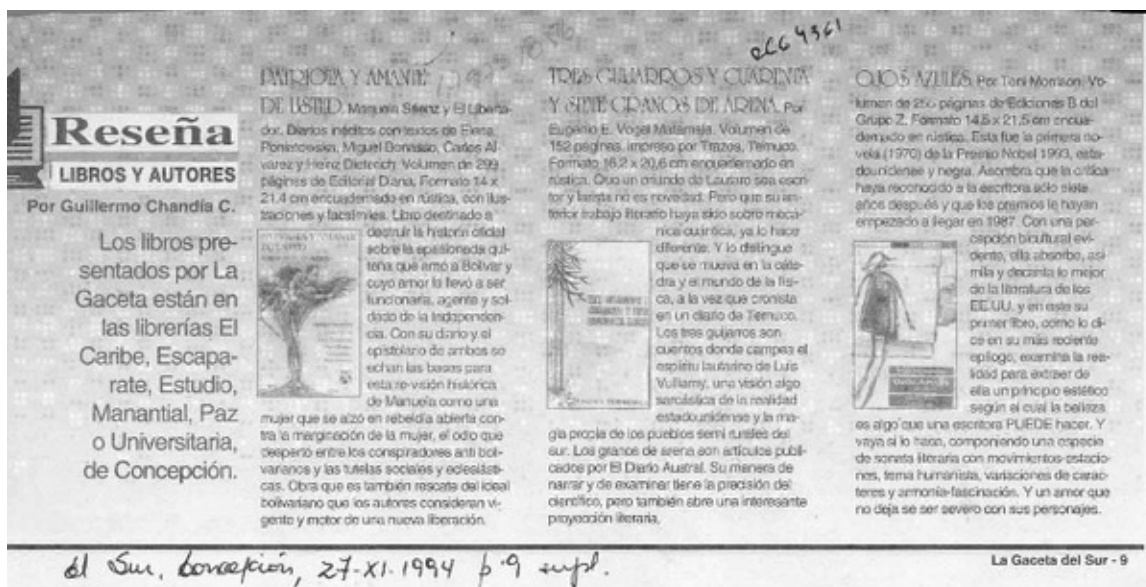 Reseña
LIBROS Y AUTORES
Por Guillermo Chandía C.
Los libros pre-
sentados por La
Gaceta están en
las librerías El
Caribe, Escapa-
rate, Estudio,
Manantial, Paz
o Universitaria,
de Concepción.
PATRIOTA Y AMANTE
DE USTED. Manuela Sáenz y El Liberta-
dor. Diarios inéditos con textos de Elena
Poniatowska, Miguel Bonasso, Carlos Al-
varez y Heinz Dieterich. Volumen de 299
páginas de Editorial Diana. Formato 14 x
21,4 cm encuadernado en rústica, con ilus-
traciones y facsímiles. Libro destinado a
destruir la historia oficial
sobre la apasionada qui-
teña que amó a Bolívar y
cuyo amor la llevó a ser
funcionaria, agente y sol-
dado de la Independen-
cia. Con su diario y el
epistolario de ambos se
echan las bases para
esta re-visión histórica
de Manuela como una
mujer que se alzó en rebeldía abierta con-
tra la marginación de la mujer, el odio que
despertó entre los conspiradores anti boli-
varianos y las tutelas sociales y eclesiásti-
cas. Obra que es también rescate del ideal
bolivariano que los autores consideran vi-
gente y motor de una nueva liberación.
OCG 4361
TRES GUIJARROS Y CUARENTA
Y SIETE GRANOS DE ARENA. Por
Eugenio E. Vogel Matamala. Volumen de
152 páginas, impreso por Trazos, Temuco.
Formato 16,2 x 20,6 cm encuadernado en
rústica. Que un oriundo de Lautaro sea escri-
tor y larista no es novedad. Pero que su an-
terior trabajo literario haya sido sobre mecá-
nica cuántica, ya lo hace
diferente. Y lo distingue
que se mueva en la cáte-
dra y el mundo de la físi-
ca, a la vez que cronista
en un diario de Temuco.
Los tres guijarros son
cuentos donde campea el
espíritu lautarino de Luis
Vulliamy, una visión algo
sarcástica de la realidad
estadounidense y la ma-
gia propia de los pueblos semi rurales del
sur. Los granos de arena son artículos publi-
cados por El Diario Austral. Su manera de
narrar y de examinar tiene la precisión del
científico, pero también abre una interesante
proyección literaria.
OJOS AZULES. Por Toni Morrison. Vo-
lumen de 250 páginas de Ediciones B del
Grupo Z. Formato 14,5 x 21,5 cm encua-
dernado en rústica. Esta fue la primera no-
vela (1970) de la Premio Nobel 1993, esta-
dounidense y negra. Asombra que la crítica
haya reconocido a la escritora sólo siete
años después y que los premios le hayan
empezado a llegar en 1987. Con una per-
cepción bicultural evi-
dente, ella absorbe, asi-
mila y decanta lo mejor
de la literatura de los
EE.UU. y en este su
primer libro, como lo di-
ce en su más reciente
epílogo, examina la rea-
lidad para extraer de
ella un principio estético
según el cual la belleza
es algo que una escritora PUEDE hacer. Y
vaya si lo hace, componiendo una especie
de sonata literaria con movimientos-estacio-
nes, tema humanista, variaciones de carac-
teres y armonía-fascinación. Y un amor que
no deja se ser severo con sus personajes.
El Sur, Concepción, 27-XI-1994 p.9 supl.
La Gaceta del Sur - 9